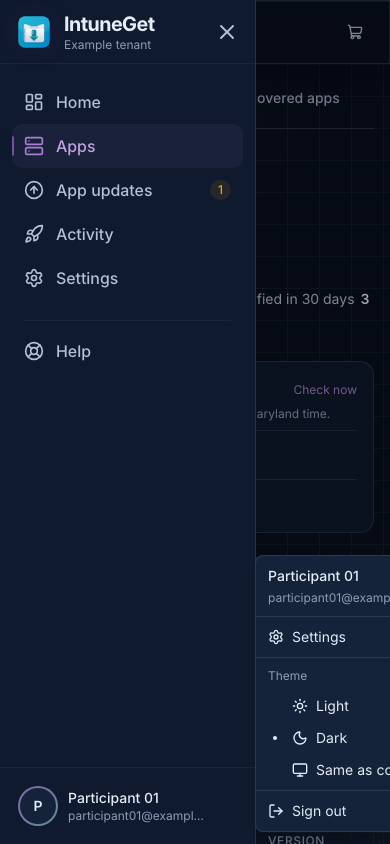 IntuneGet
Example tenant
Home
Apps
App updates 1
Activity
Settings
Help
P
Participant 01
participant01@exampl...
overed apps
fied in 30 days 3
Check now
aryland time.
Participant 01
participant01@examp
Settings
Theme
Light
Dark
Same as co
Sign out
VERSION